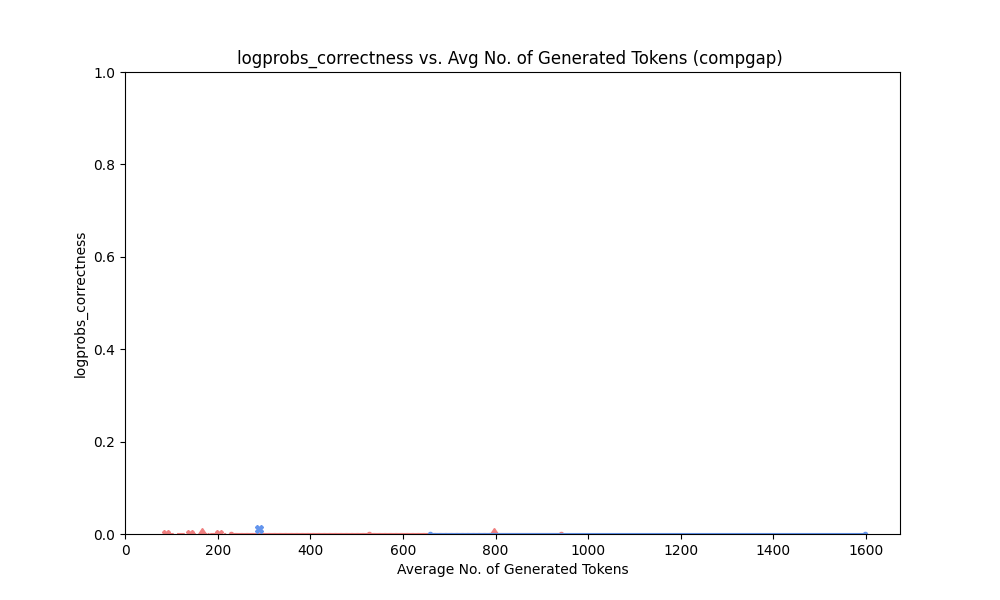 logprobs_correctness vs. Avg No. of Generated Tokens (compgap)
1.0
0.8
0.6
0.4
0.2
0.0
logprobs_correctness
0 200 400 600 800 1000 1200 1400 1600
Average No. of Generated Tokens